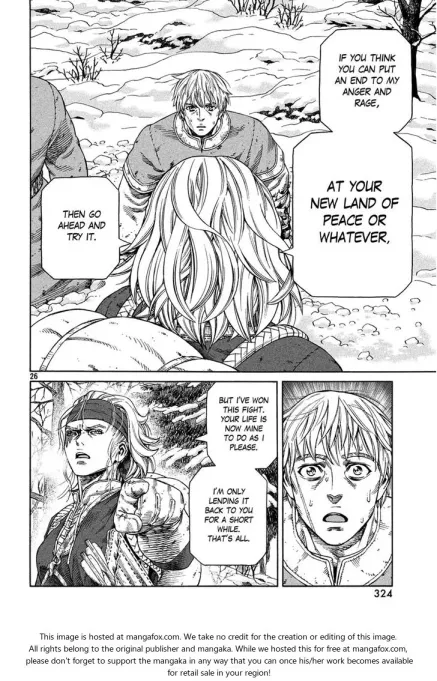 IF YOU THINK
YOU CAN PUT
AN END TO MY
ANGER AND
RAGE,
AT YOUR
NEW LAND OF
PEACE OR
WHATEVER,
THEN GO
AHEAD AND
TRY IT.
26
BUT I'VE WON
THIS FIGHT.
YOUR LIFE IS
NOW MINE
TO DO AS I
PLEASE.
I'M ONLY
LENDING IT
BACK TO YOU
FOR A SHORT
WHILE.
THAT'S ALL.
324
This image is hosted at mangafox.com. We take no credit for the creation or editing of this image.
All rights belong to the original publisher and mangaka. While we hosted this for free at mangafox.com,
please don't forget to support the mangaka in any way that you can once his/her work becomes available
for retail sale in your region!